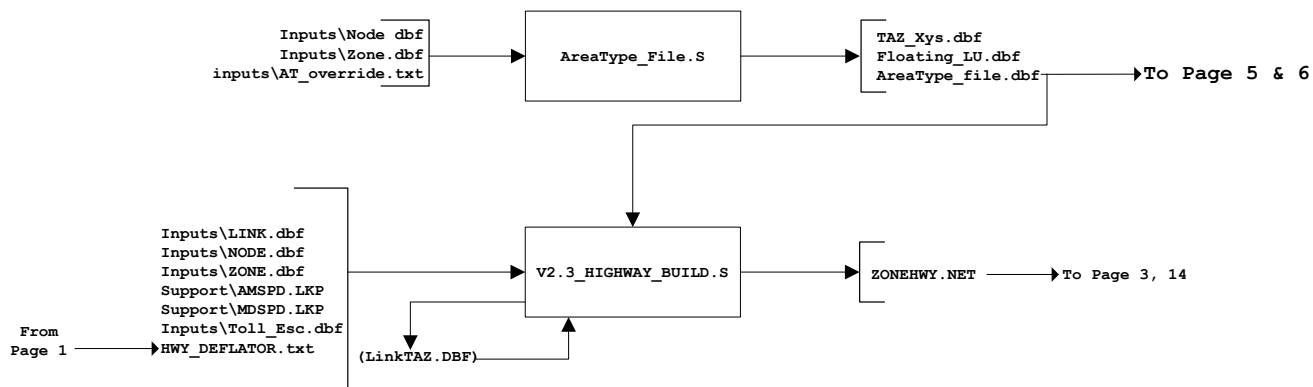 Inputs\Node dbf
Inputs\Zone.dbf
inputs\AT_override.txt
AreaType_File.S
TAZ_Xys.dbf
Floating_LU.dbf
AreaType_file.dbf
To Page 5 & 6
Inputs\LINK.dbf
Inputs\NODE.dbf
Inputs\ZONE.dbf
Support\AMSPD.LKP
Support\MDSPD.LKP
Inputs\Toll_Esc.dbf
HWY_DEFLATOR.txt
From
Page 1
V2.3_HIGHWAY_BUILD.S
(LinkTAZ.DBF)
ZONEHWY.NET
To Page 3, 14